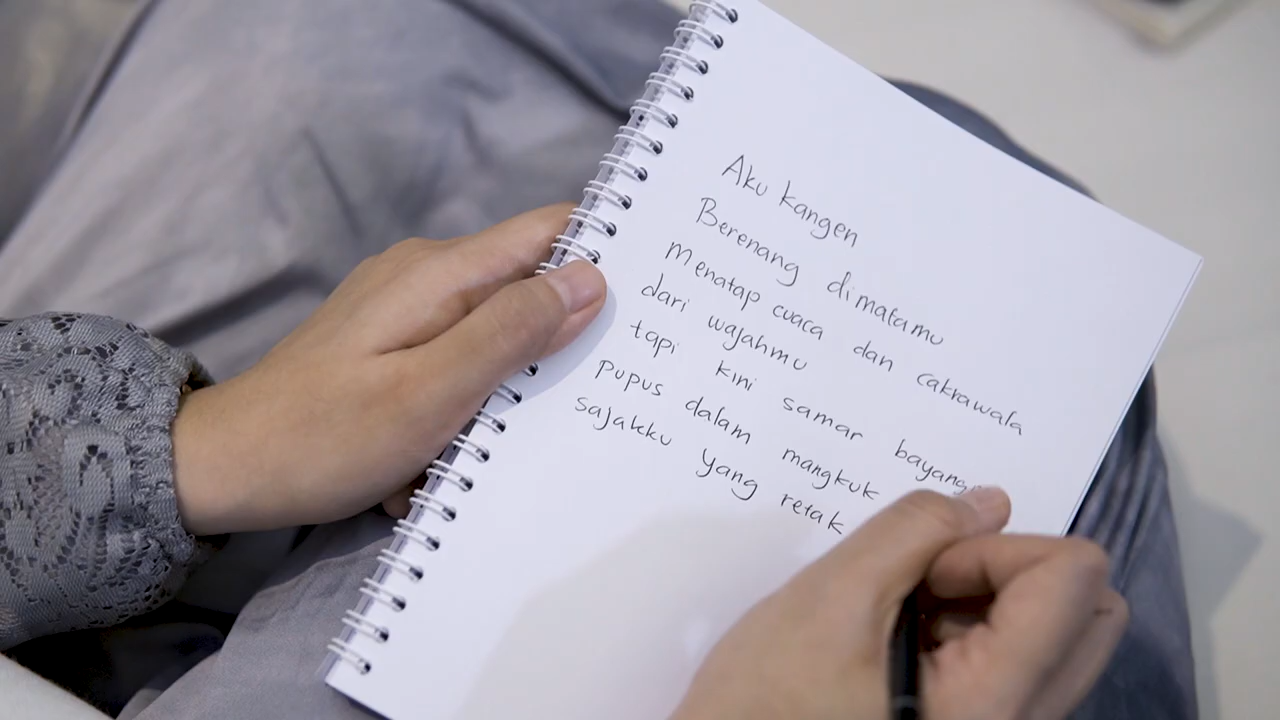 Aku kangen
Berenang dimatamu
Menatap cuaca dan cakrawala
dari wajahmu
tapi kini samar
pupus dalam mangkuk
sajakku yang retak